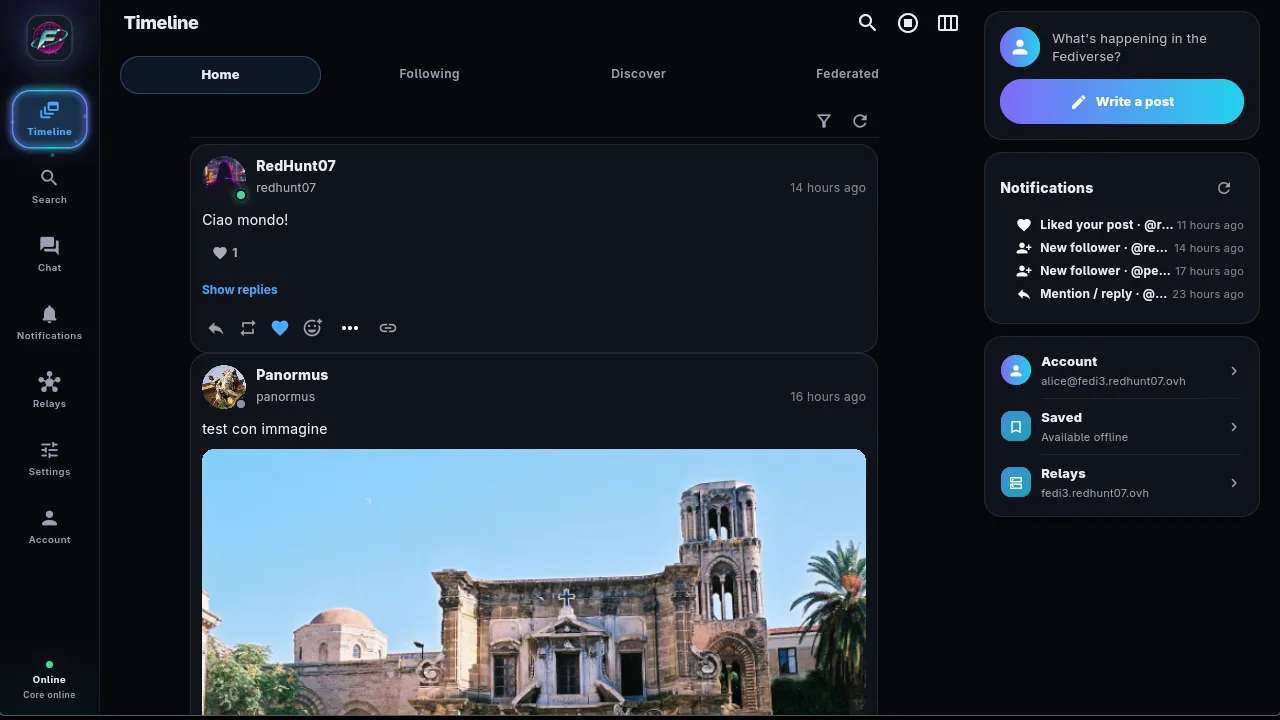 Timeline
Search
Chat
Notifications
Relays
Settings
Account
Online
Core online
Timeline
Home
Following
Discover
Federated
RedHunt07
redhunt07
14 hours ago
Ciao mondo!
1
Show replies
Panormus
panormus
16 hours ago
test con immagine
What's happening in the
Fediverse?
Write a post
Notifications
Liked your post · @r... 11 hours ago
New follower · @re... 14 hours ago
New follower · @pe... 17 hours ago
Mention / reply · @... 23 hours ago
Account
alice@fedi3.redhunt07.ovh
Saved
Available offline
Relays
fedi3.redhunt07.ovh